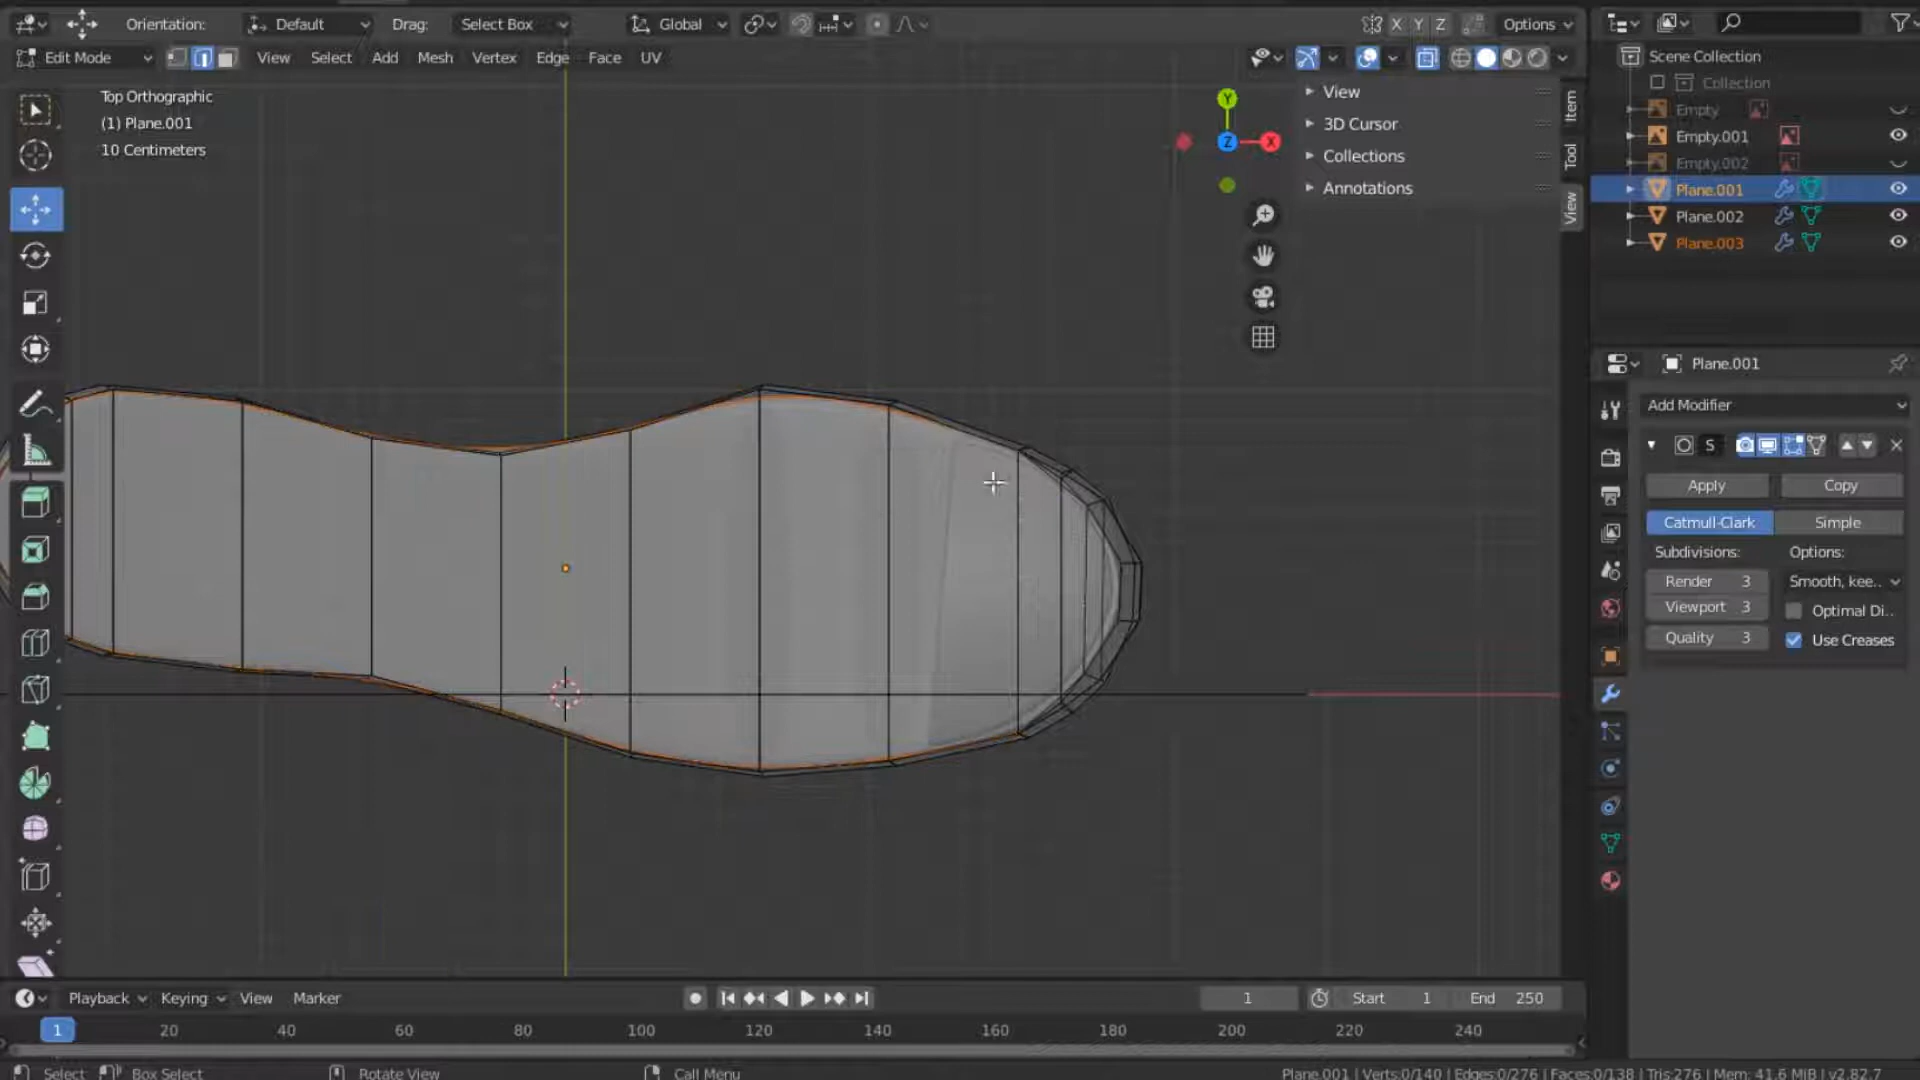 Orientation: Default Drag: Select Box Global X Y Z Options
Edit Mode View Select Add Mesh Vertex Edge Face UV
Top Orthographic
(1) Plane.001
10 Centimeters
Y
Z
X
View
3D Cursor
Collections
Annotations
Item
Tool
View
Scene Collection
Collection
Empty
Empty.001
Empty.002
Plane.001
Plane.002
Plane.003
Plane.001
Add Modifier
S
Apply Copy
Catmull-Clark Simple
Subdivisions: Options:
Render 3 Smooth, kee..
Viewport 3 Optimal Di..
Quality 3 Use Creases
Playback Keying View Marker 1 Start 1 End 250
1 20 40 60 80 100 120 140 160 180 200 220 240
Select Box Select Rotate View Call Menu Plane.001 | Verts:0/140 | Edges:0/276 | Faces:0/138 | Tris:276 | Mem: 41.6 MiB | v2.82.7